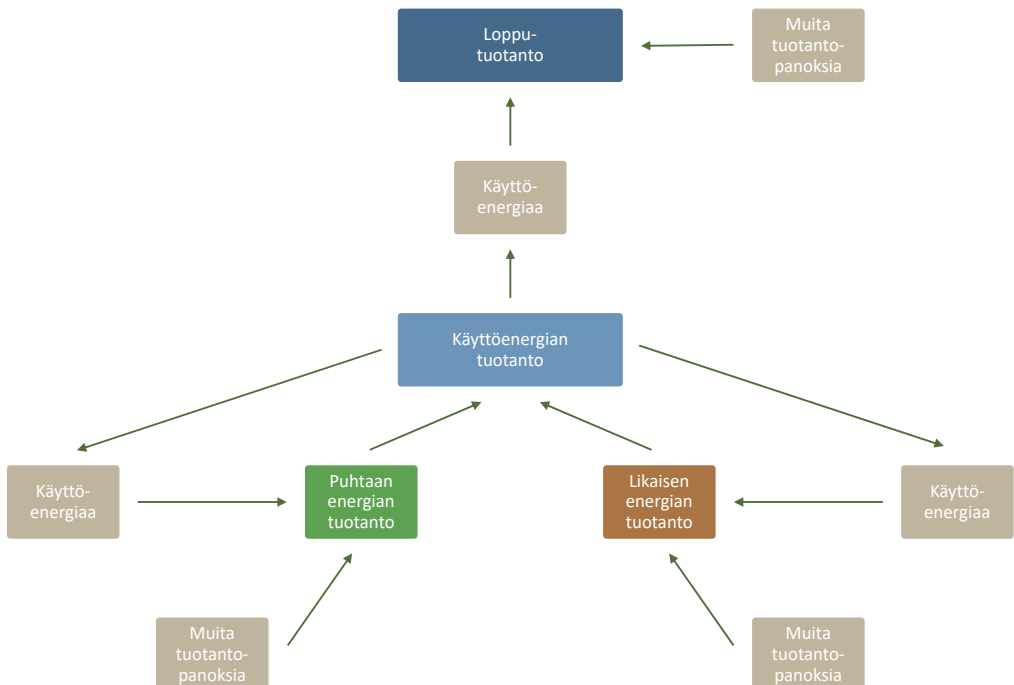 Loppu-
tuotanto
Muita
tuotanto-
panoksia
Käyttö-
energiaa
Käyttöenergian
tuotanto
Käyttö-
energiaa
Puhtaan
energian
tuotanto
Likaisen
energian
tuotanto
Käyttö-
energiaa
Muita
tuotanto-
panoksia
Muita
tuotanto-
panoksia